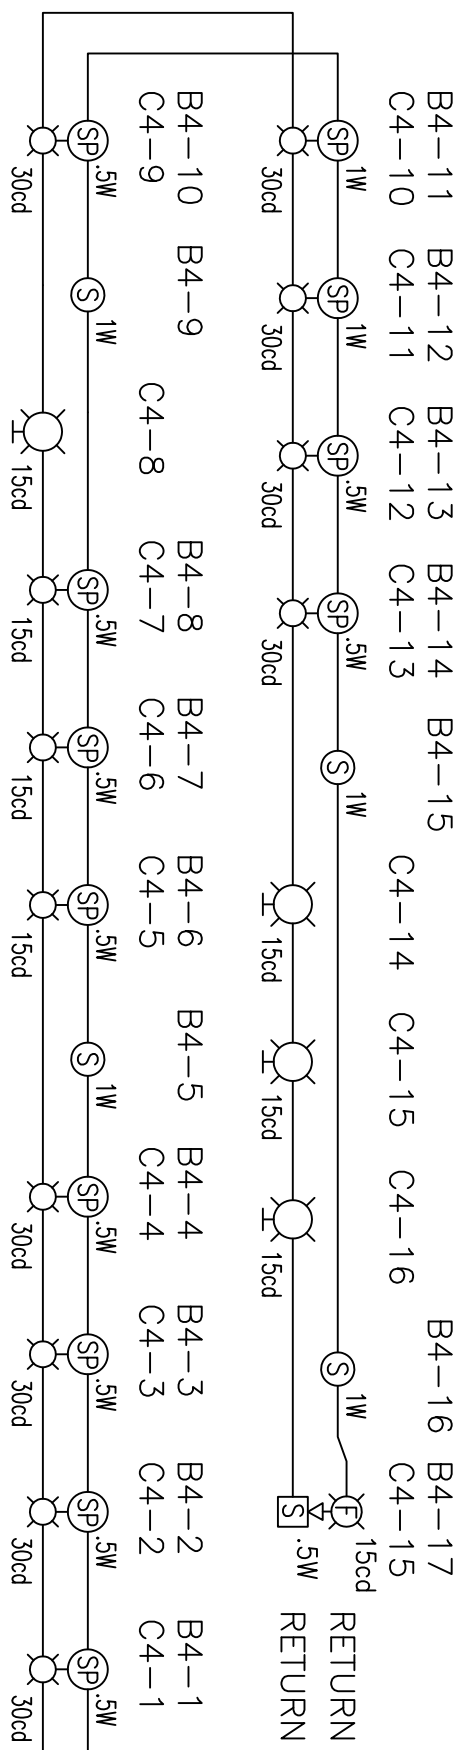 B4-11 B4-12 B4-13 B4-14 B4-15 B4-16 B4-17
C4-10 C4-11 C4-12 C4-13 C4-14 C4-15 C4-16 C4-15
1W 1W .5W .5W 1W 1W 15cd
SP SP SP SP S S F RETURN
S .5W RETURN
30cd 30cd 30cd 30cd 15cd 15cd 15cd
B4-10 B4-9 B4-8 B4-7 B4-6 B4-5 B4-4 B4-3 B4-2 B4-1
C4-9 C4-8 C4-7 C4-6 C4-5 C4-4 C4-3 C4-2 C4-1
.5W 1W .5W .5W .5W 1W .5W .5W .5W .5W
SP S SP SP SP S SP SP SP SP
30cd 15cd 15cd 15cd 15cd 30cd 30cd 30cd 30cd